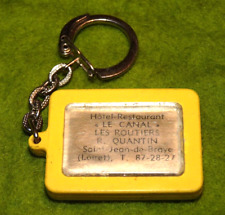 Hôtel-Restaurant
« LE CANAL »
LES ROUTIERS
R. QUANTIN
Saint-Jean-de-Braye
(Loiret), T. 87-28-27